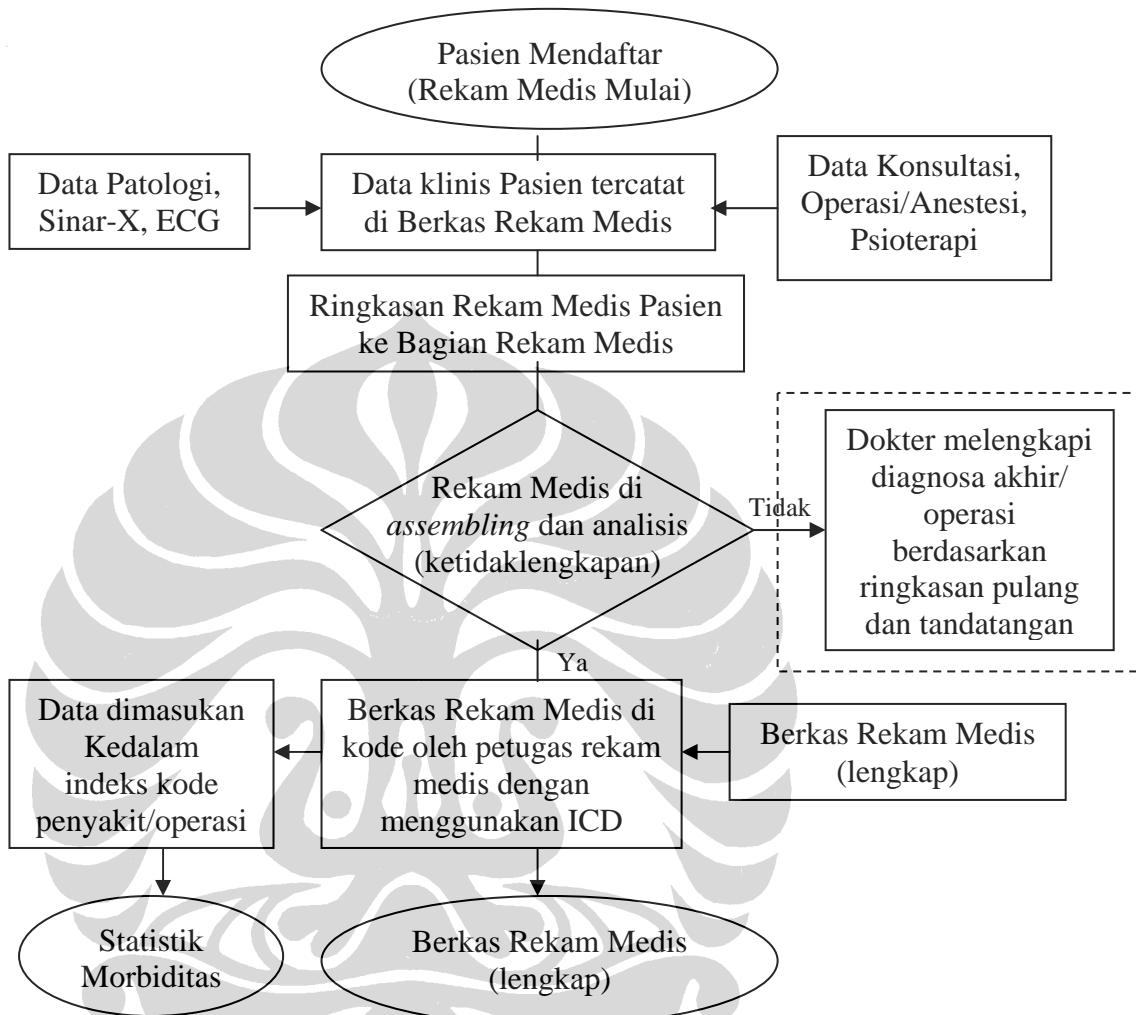 Pasien Mendaftar
(Rekam Medis Mulai)
Data Patologi,
Sinar-X, ECG
Data klinis Pasien tercatat
di Berkas Rekam Medis
Data Konsultasi,
Operasi/Anestesi,
Psioterapi
Ringkasan Rekam Medis Pasien
ke Bagian Rekam Medis
Rekam Medis di
assembling dan analisis
(ketidaklengkapan)
Tidak
Dokter melengkapi
diagnosa akhir/
operasi
berdasarkan
ringkasan pulang
dan tandatangan
Ya
Data dimasukan
Kedalam
indeks kode
penyakit/operasi
Berkas Rekam Medis di
kode oleh petugas rekam
medis dengan
menggunakan ICD
Berkas Rekam Medis
(lengkap)
Statistik
Morbiditas
Berkas Rekam Medis
(lengkap)